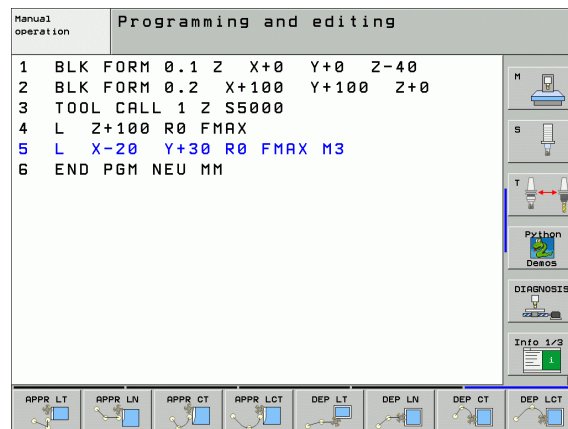 Manual operation
Programming and editing
1 BLK FORM 0.1 Z X+0 Y+0 Z-40
2 BLK FORM 0.2 X+100 Y+100 Z+0
3 TOOL CALL 1 Z S5000
4 L Z+100 R0 FMAX
5 L X-20 Y+30 R0 FMAX M3
6 END PGM NEU MM
M
S
T
Python Demos
DIAGNOSIS
Info 1/3
i
APPR LT
APPR LN
APPR CT
APPR LCT
DEP LT
DEP LN
DEP CT
DEP LCT